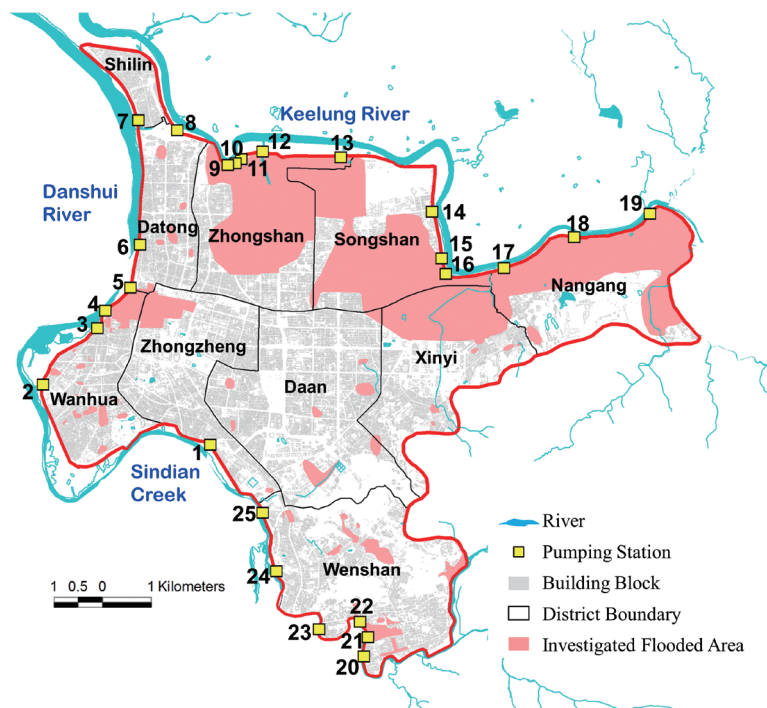 Shilin
Keelung River
7
8
10
12
13
9
11
Danshui
River
19
14
18
Datong
Zhongshan
Songshan
6
15
17
16
5
Nangang
4
3
Zhongzheng
Xinyi
2
Wanhua
Daan
1
Sindian
Creek
25
River
Pumping Station
24
Wenshan
Building Block
1 0.5 0 1 Kilometers
District Boundary
22
23
21
Investigated Flooded Area
20